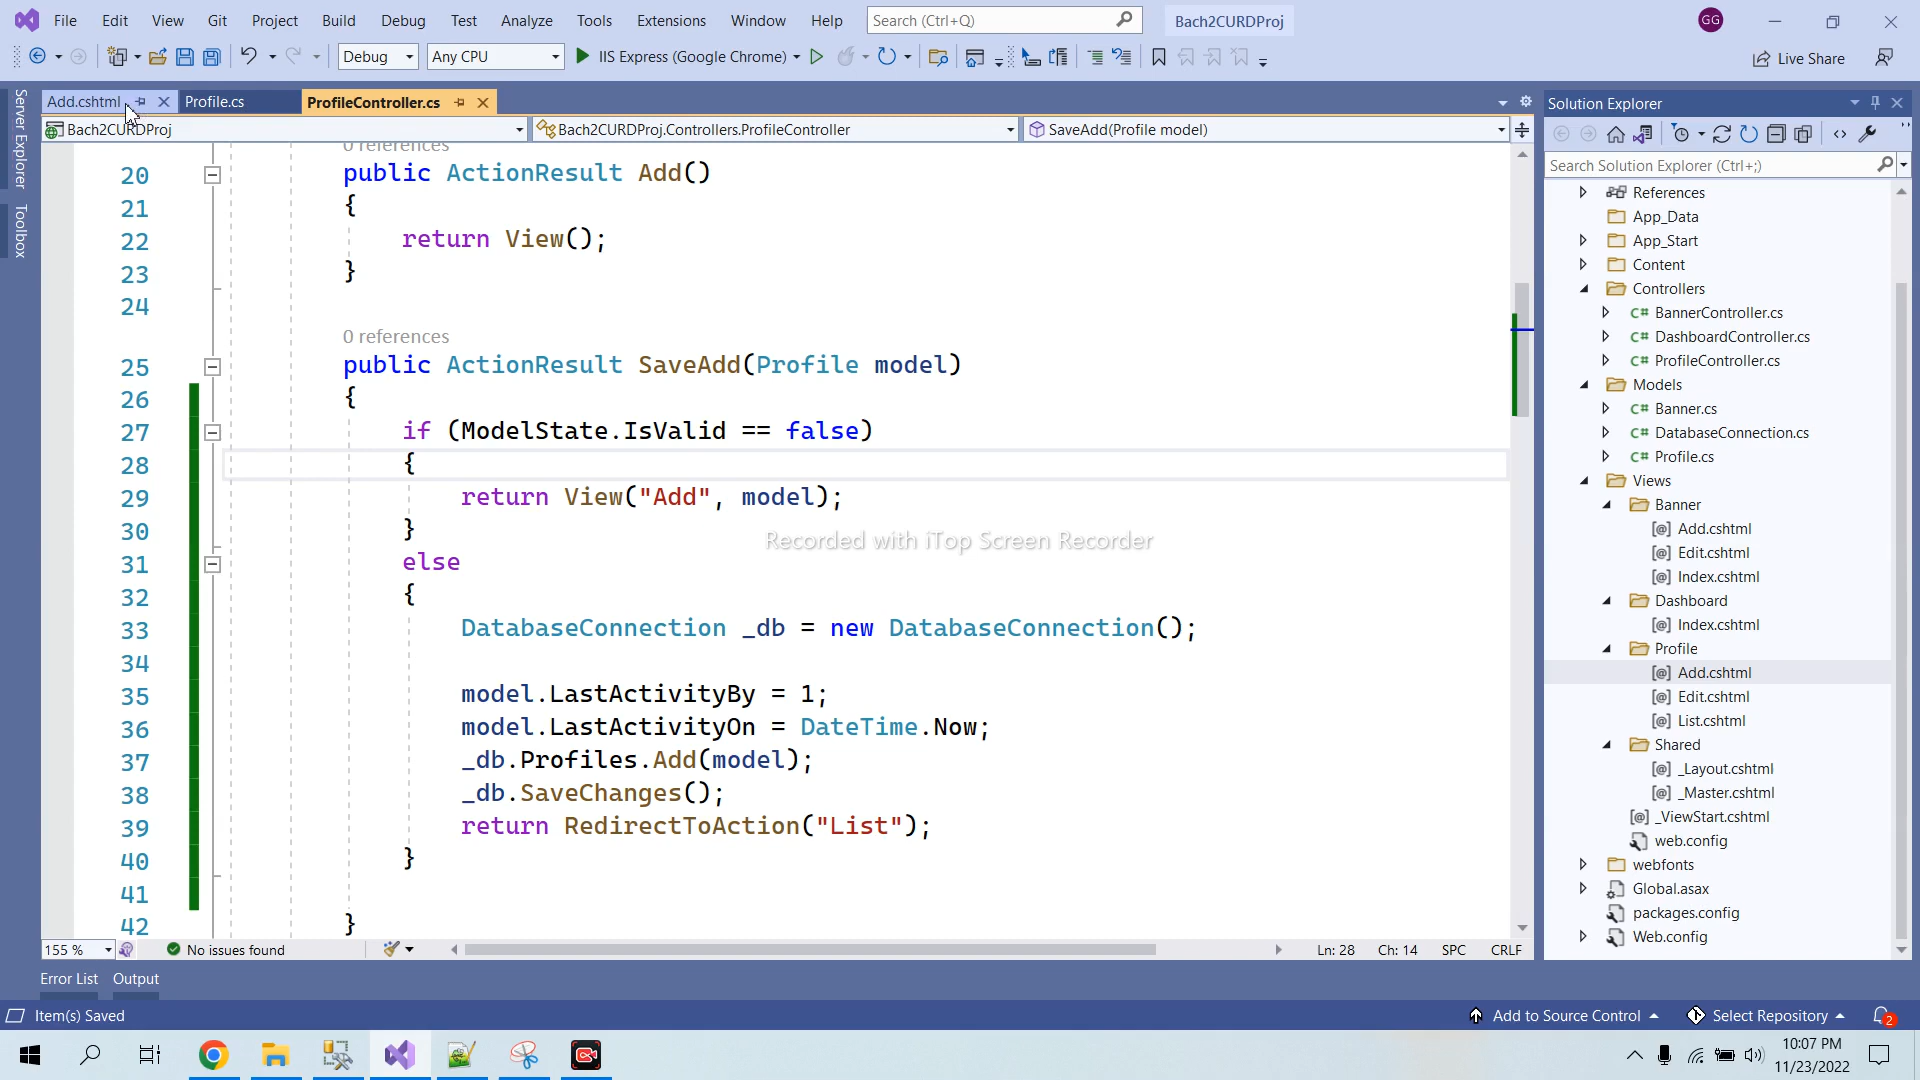 File Edit View Git Project Build Debug Test Analyze Tools Extensions Window Help Search (Ctrl+Q) Bach2CURDProj GG
Debug Any CPU IIS Express (Google Chrome) Live Share
Server Explorer
Toolbox
Add.cshtml Profile.cs ProfileController.cs
Bach2CURDProj Bach2CURDProj.Controllers.ProfileController SaveAdd(Profile model)
0 references
20 public ActionResult Add()
21 {
22 return View();
23 }
24
0 references
25 public ActionResult SaveAdd(Profile model)
26 {
27 if (ModelState.IsValid == false)
28 {
29 return View("Add", model);
30 }
31 else
32 {
33 DatabaseConnection _db = new DatabaseConnection();
34
35 model.LastActivityBy = 1;
36 model.LastActivityOn = DateTime.Now;
37 _db.Profiles.Add(model);
38 _db.SaveChanges();
39 return RedirectToAction("List");
40 }
41
42 }
Recorded with iTop Screen Recorder
155 % No issues found Ln: 28 Ch: 14 SPC CRLF
Solution Explorer
Search Solution Explorer (Ctrl+;)
References
App_Data
App_Start
Content
Controllers
C# BannerController.cs
C# DashboardController.cs
C# ProfileController.cs
Models
C# Banner.cs
C# DatabaseConnection.cs
C# Profile.cs
Views
Banner
[@] Add.cshtml
[@] Edit.cshtml
[@] Index.cshtml
Dashboard
[@] Index.cshtml
Profile
[@] Add.cshtml
[@] Edit.cshtml
[@] List.cshtml
Shared
[@] _Layout.cshtml
[@] _Master.cshtml
[@] _ViewStart.cshtml
web.config
webfonts
Global.asax
packages.config
Web.config
Error List Output
Item(s) Saved Add to Source Control Select Repository 2
10:07 PM
11/23/2022